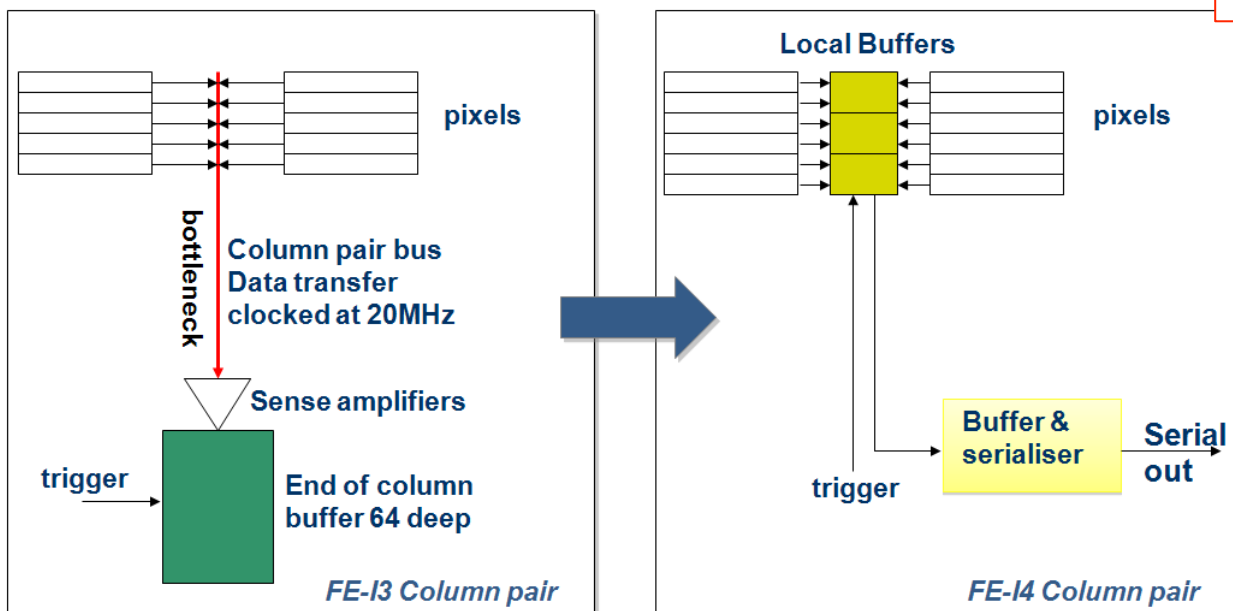 pixels
bottleneck
Column pair bus
Data transfer
clocked at 20MHz
Sense amplifiers
trigger
End of column
buffer 64 deep
FE-I3 Column pair
Local Buffers
pixels
Buffer &
serialiser
Serial
out
trigger
FE-I4 Column pair